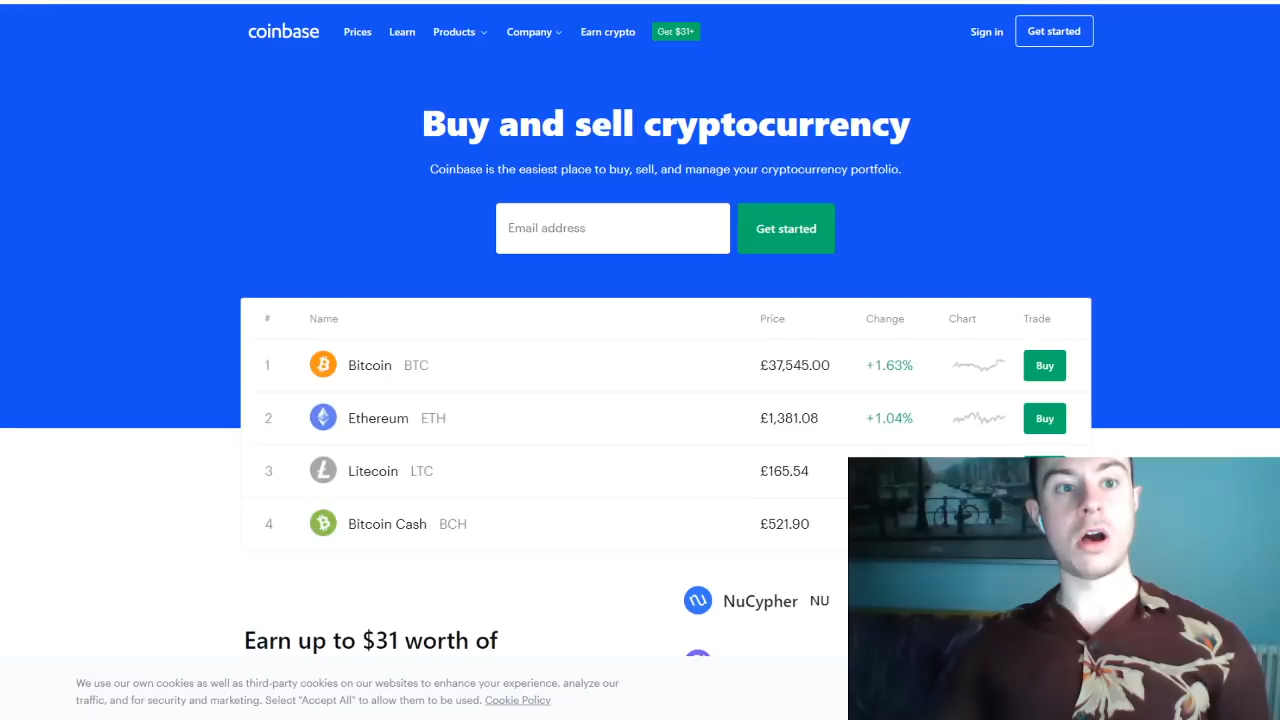 coinbase Prices Learn Products Company Earn crypto Get $31+ Sign in Get started
Buy and sell cryptocurrency
Coinbase is the easiest place to buy, sell, and manage your cryptocurrency portfolio.
Email address Get started
# Name Price Change Chart Trade
1 Bitcoin BTC £37,545.00 +1.63% Buy
2 Ethereum ETH £1,381.08 +1.04% Buy
3 Litecoin LTC £165.54
4 Bitcoin Cash BCH £521.90
NuCypher NU
Earn up to $31 worth of
We use our own cookies as well as third-party cookies on our websites to enhance your experience, analyze our
traffic, and for security and marketing. Select "Accept All" to allow them to be used. Cookie Policy